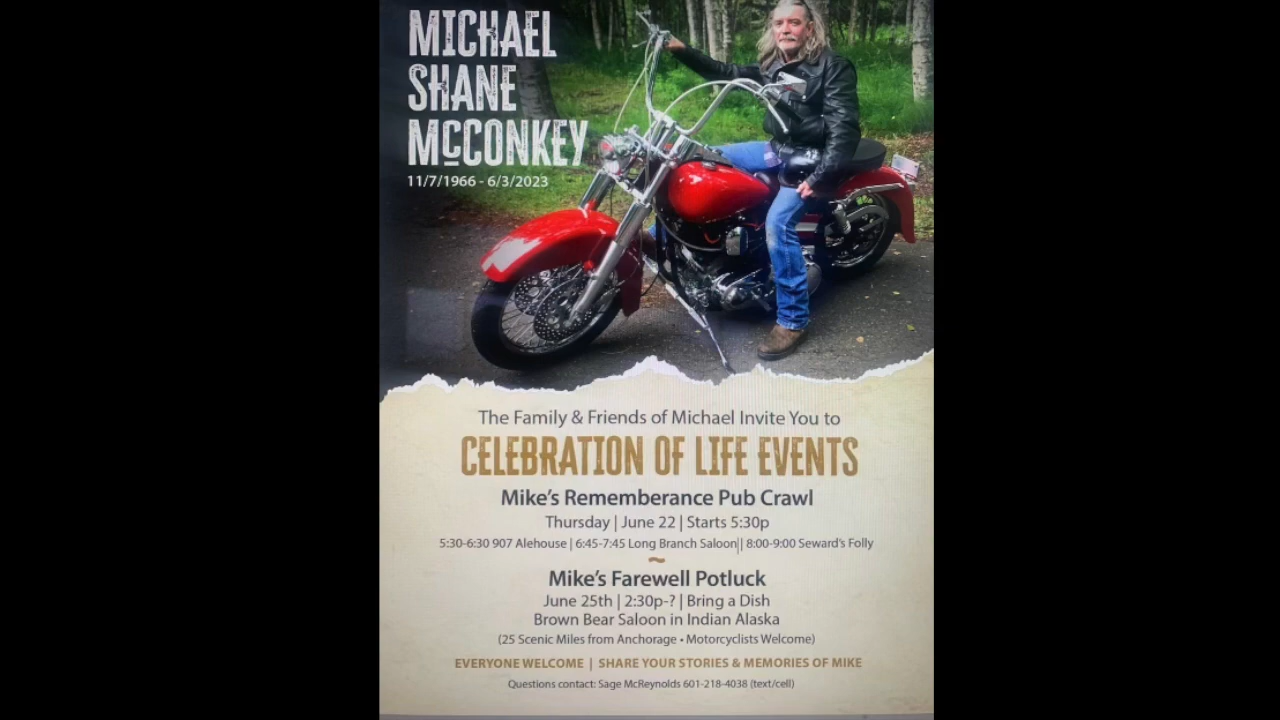 MICHAEL
SHANE
McCONKEY
11/7/1966 - 6/3/2023
The Family & Friends of Michael Invite You to
CELEBRATION OF LIFE EVENTS
Mike's Rememberance Pub Crawl
Thursday | June 22 | Starts 5:30p
5:30-6:30 907 Alehouse | 6:45-7:45 Long Branch Saloon|| 8:00-9:00 Seward's Folly
~
Mike's Farewell Potluck
June 25th | 2:30p-? | Bring a Dish
Brown Bear Saloon in Indian Alaska
(25 Scenic Miles from Anchorage • Motorcyclists Welcome)
EVERYONE WELCOME | SHARE YOUR STORIES & MEMORIES OF MIKE
Questions contact: Sage McReynolds 601-218-4038 (text/cell)